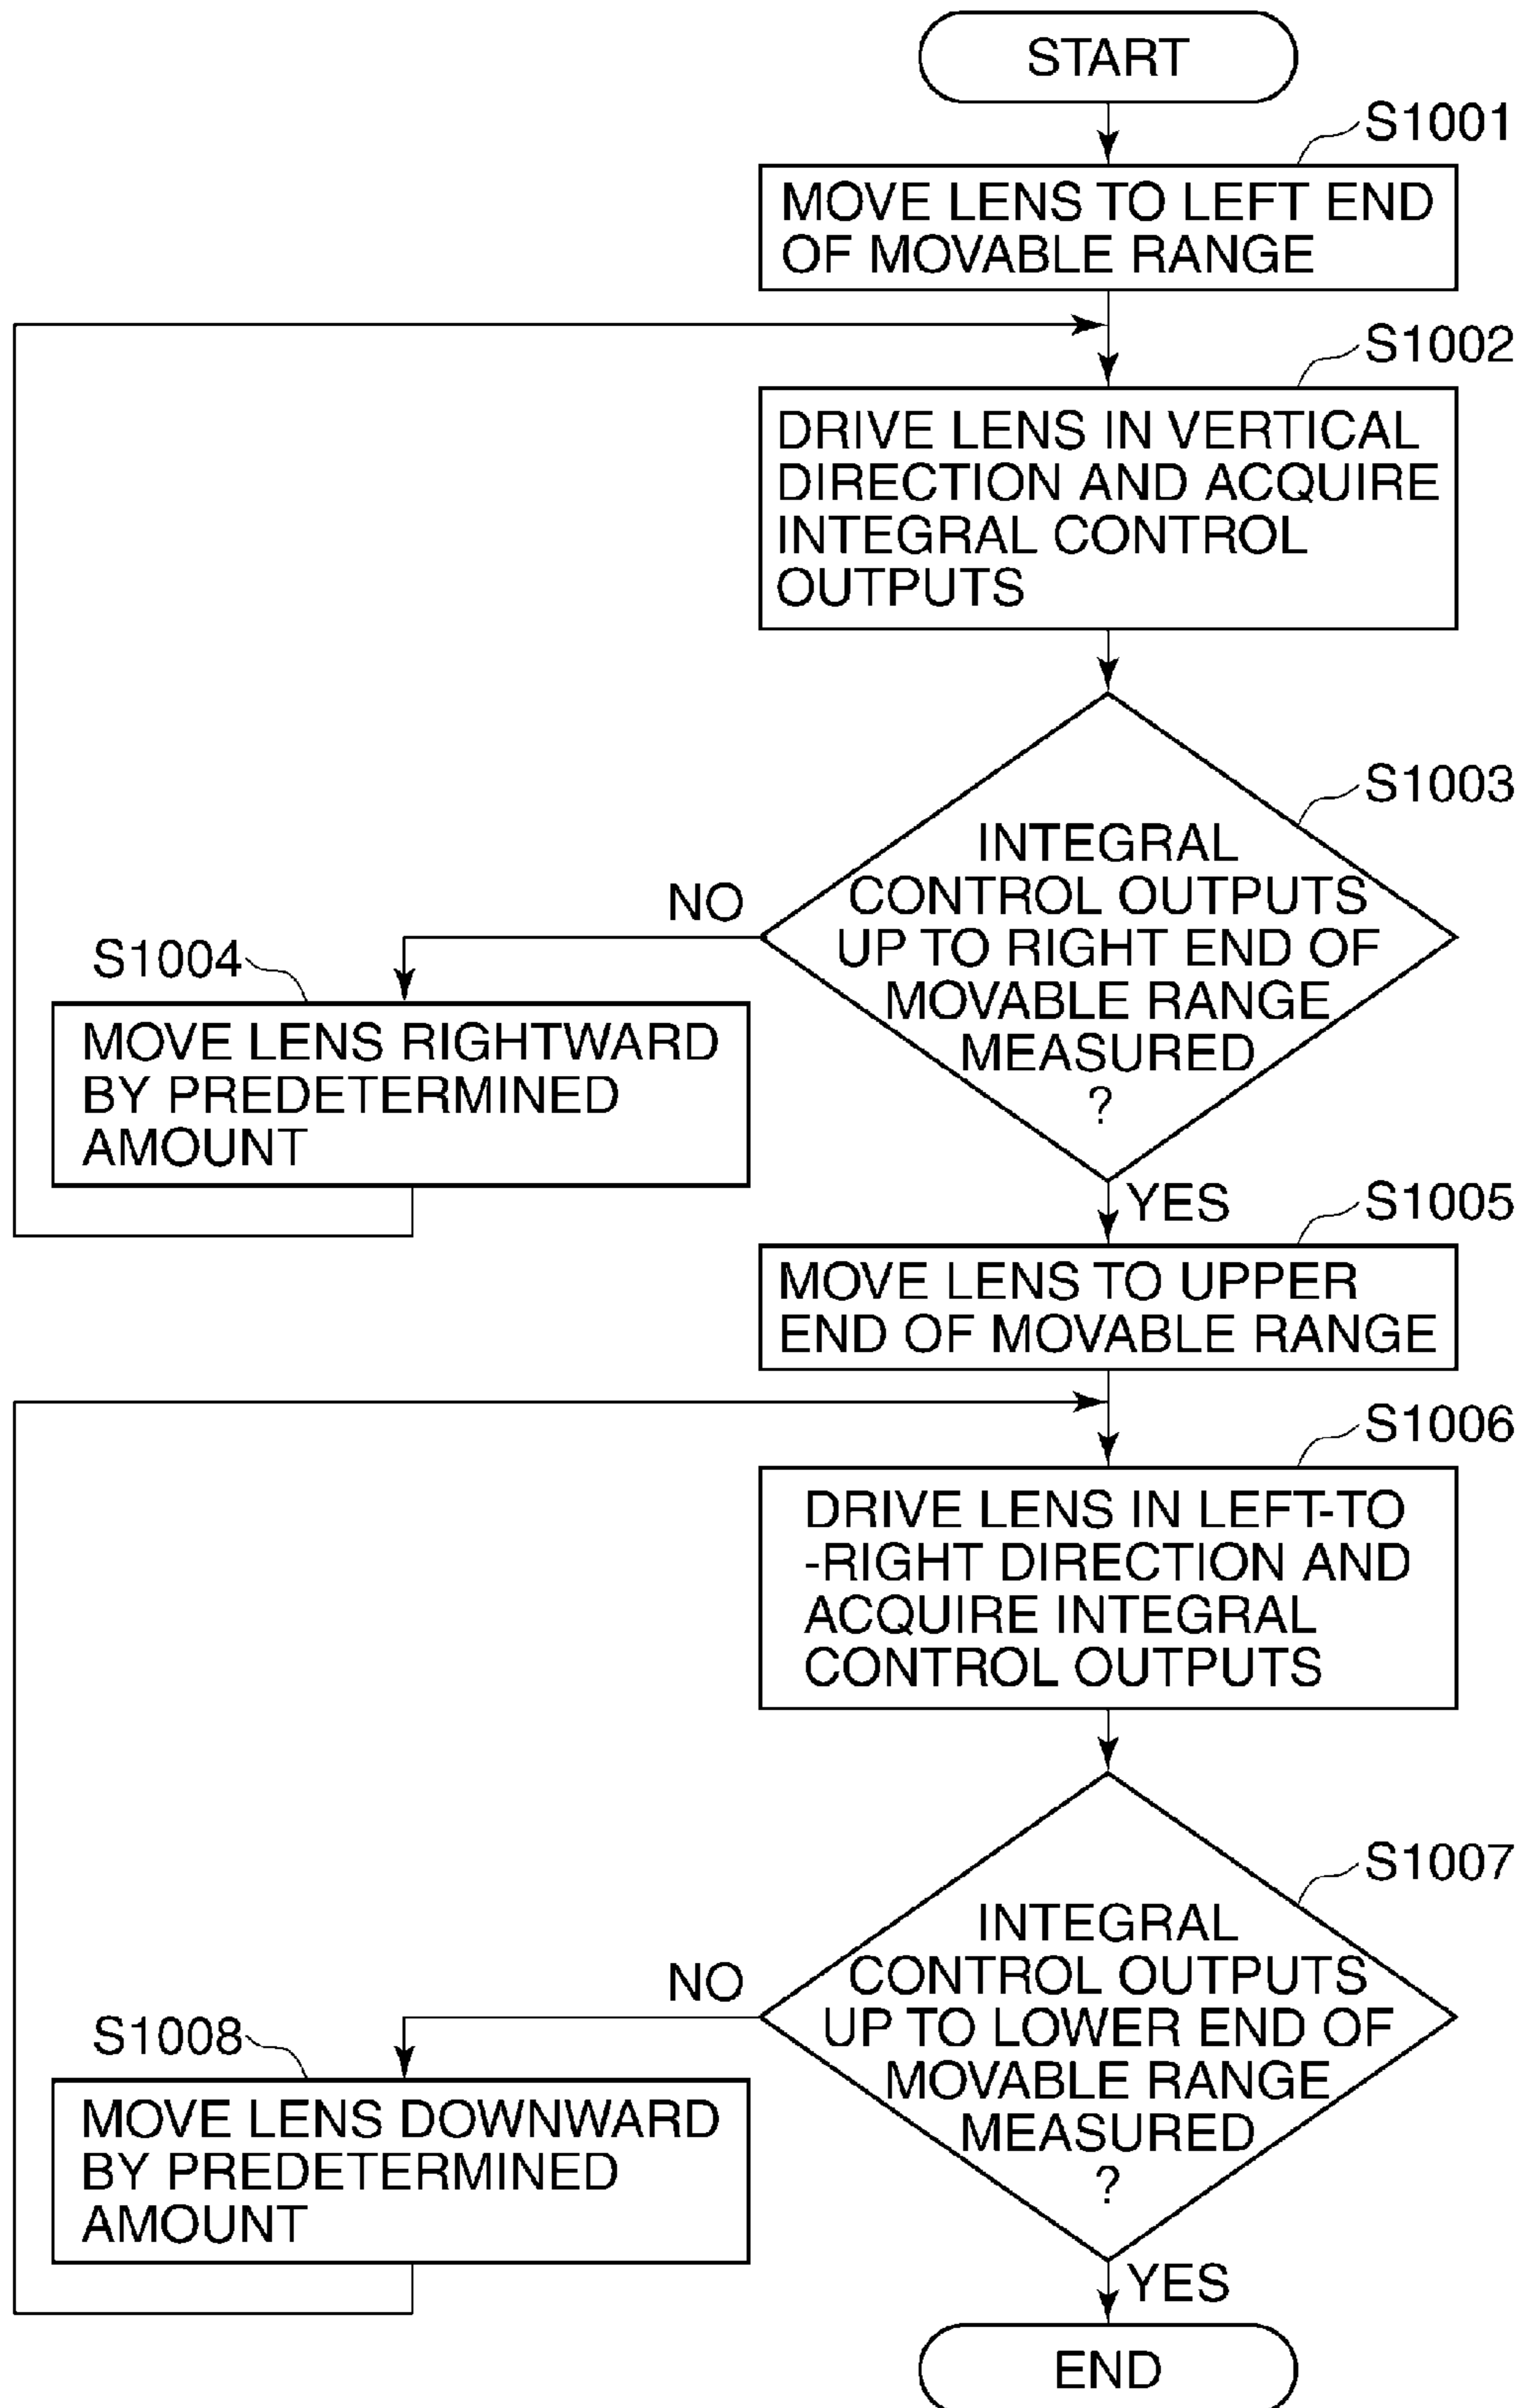 START
S1001
MOVE LENS TO LEFT END
OF MOVABLE RANGE
S1002
DRIVE LENS IN VERTICAL
DIRECTION AND ACQUIRE
INTEGRAL CONTROL
OUTPUTS
S1003
INTEGRAL
CONTROL OUTPUTS
UP TO RIGHT END OF
MOVABLE RANGE
MEASURED
?
NO
S1004
MOVE LENS RIGHTWARD
BY PREDETERMINED
AMOUNT
YES
S1005
MOVE LENS TO UPPER
END OF MOVABLE RANGE
S1006
DRIVE LENS IN LEFT-TO
-RIGHT DIRECTION AND
ACQUIRE INTEGRAL
CONTROL OUTPUTS
S1007
INTEGRAL
CONTROL OUTPUTS
UP TO LOWER END OF
MOVABLE RANGE
MEASURED
?
NO
S1008
MOVE LENS DOWNWARD
BY PREDETERMINED
AMOUNT
YES
END